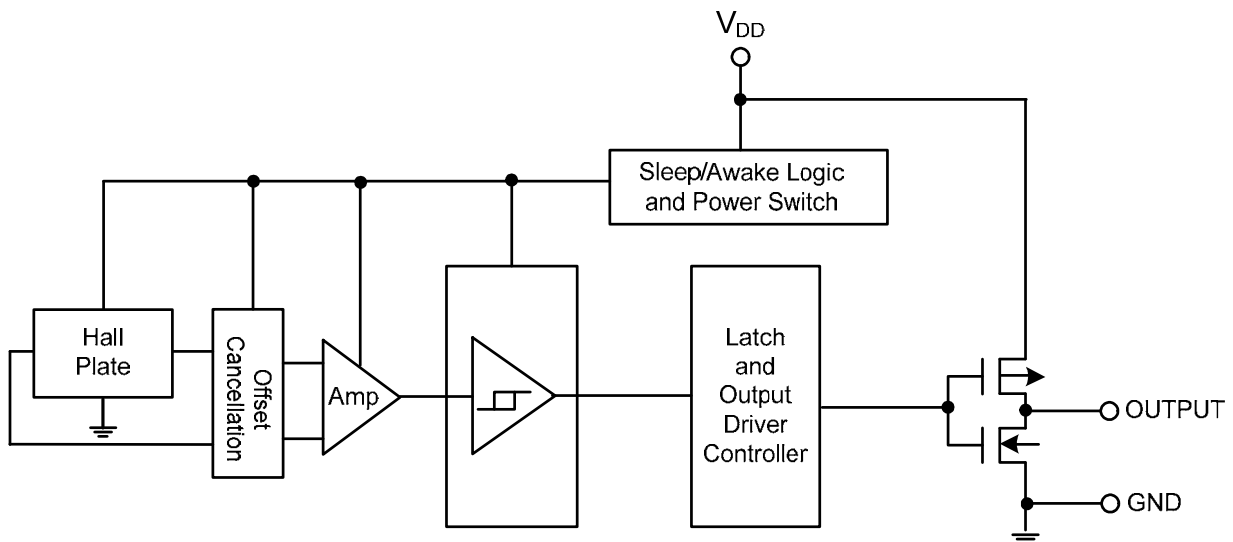 VDD
Sleep/Awake Logic
and Power Switch
Hall
Plate
Offset
Cancellation
Amp
Latch
and
Output
Driver
Controller
OUTPUT
GND